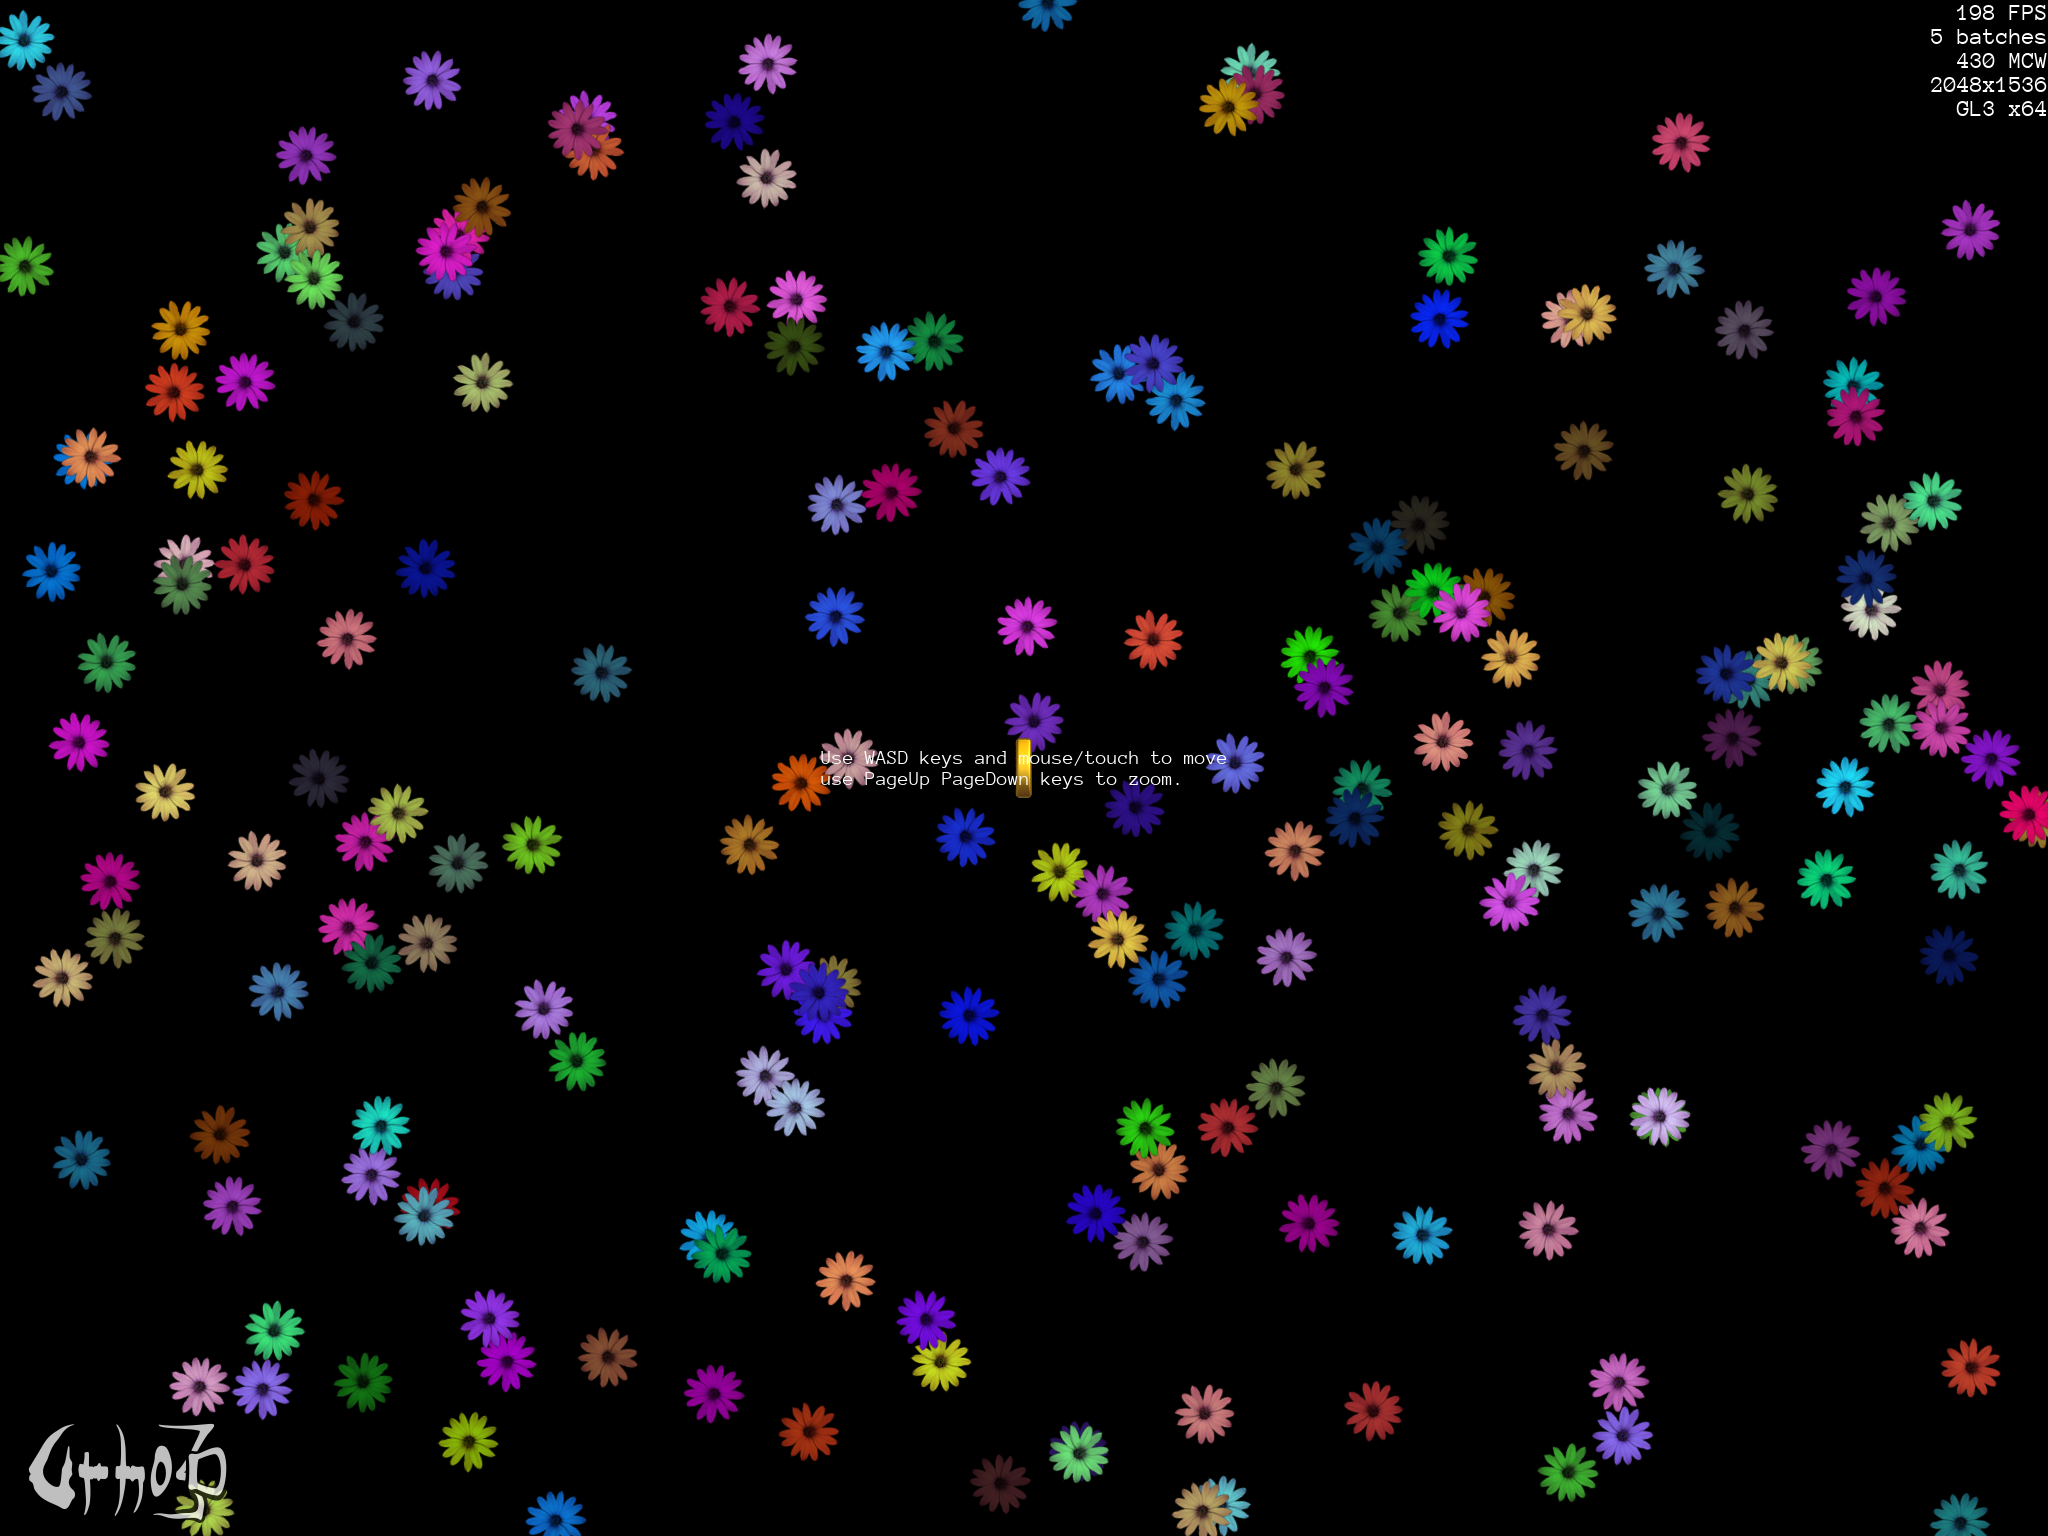 198 FPS
5 batches
430 MCW
2048x1536
GL3 x64
Use WASD keys and mouse/touch to move
use PageUp PageDown keys to zoom.